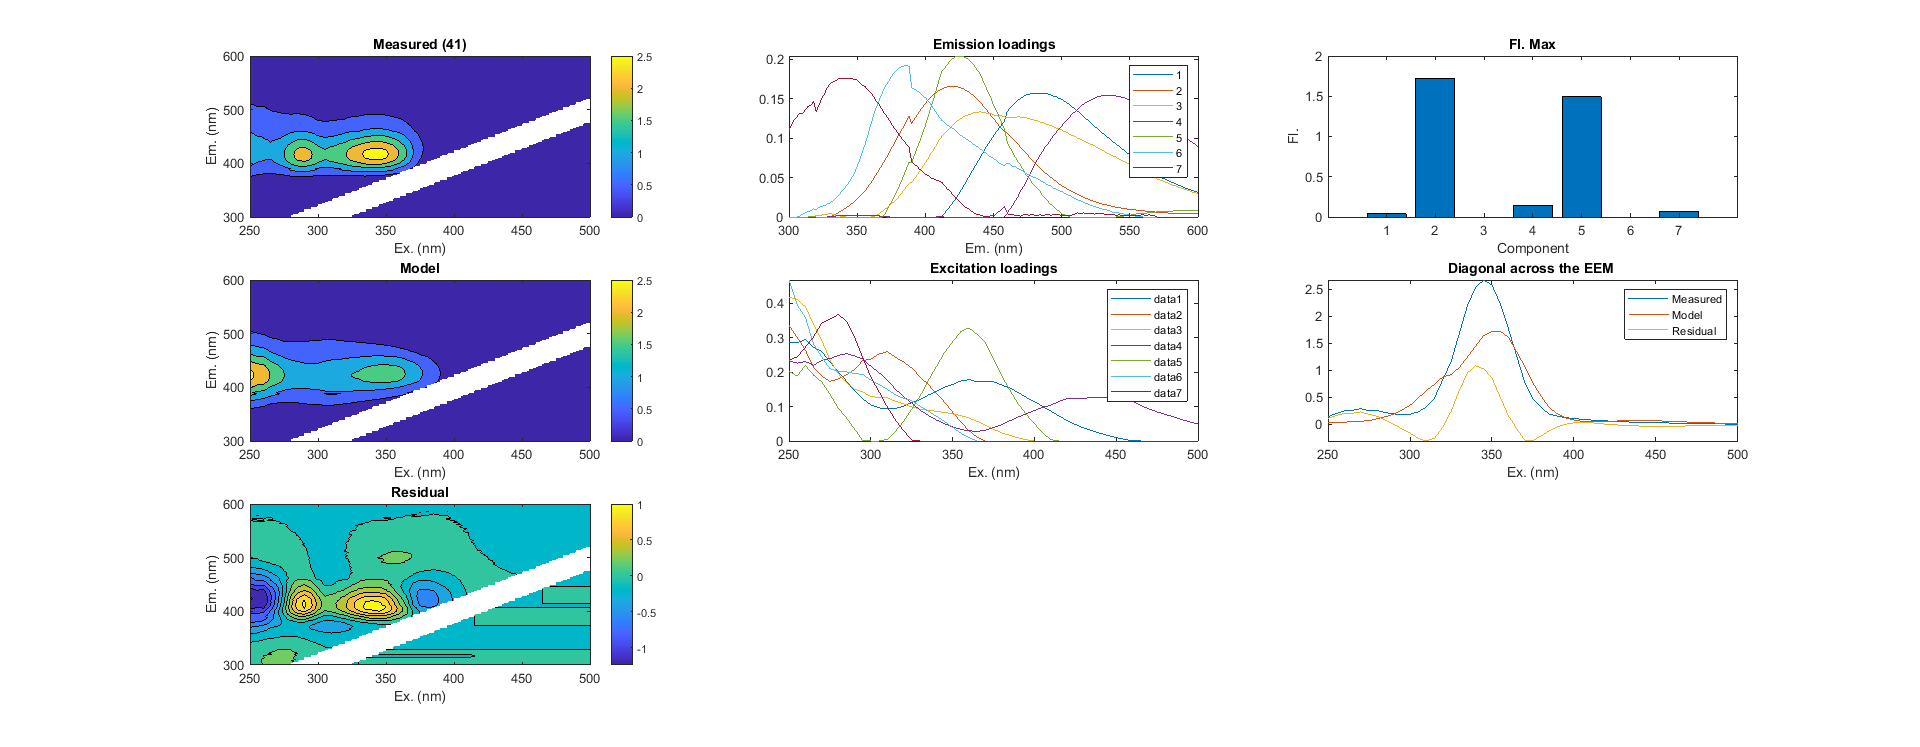 Measured (41)
600
500
400
300
Em. (nm)
250 300 350 400 450 500
Ex. (nm)
2.5
2
1.5
1
0.5
0
Emission loadings
0.2
0.15
0.1
0.05
0
300 350 400 450 500 550 600
Em. (nm)
1
2
3
4
5
6
7
Fl. Max
2
1.5
1
0.5
0
Fl.
1 2 3 4 5 6 7
Component
Model
600
500
400
300
Em. (nm)
250 300 350 400 450 500
Ex. (nm)
2.5
2
1.5
1
0.5
0
Excitation loadings
0.4
0.3
0.2
0.1
0
250 300 350 400 450 500
Ex. (nm)
data1
data2
data3
data4
data5
data6
data7
Diagonal across the EEM
2.5
2
1.5
1
0.5
0
250 300 350 400 450 500
Ex. (nm)
Measured
Model
Residual
Residual
600
500
400
300
Em. (nm)
250 300 350 400 450 500
Ex. (nm)
1
0.5
0
-0.5
-1